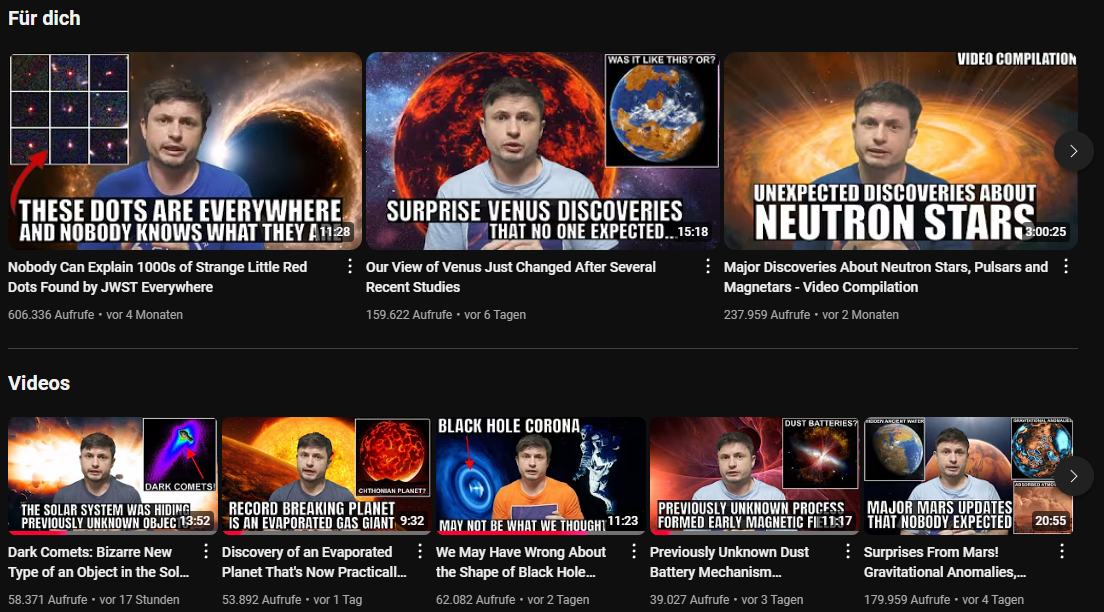 Für dich
VIDEO COMPILATION
WAS IT LIKE THIS? OR?
THESE DOTS ARE EVERYWHERE
AND NOBODY KNOWS WHAT THEY
11:28
SURPRISE VENUS DISCOVERIES
THAT NO ONE EXPECTED...
15:18
UNEXPECTED DISCOVERIES ABOUT
NEUTRON STARS
3:00:25
Nobody Can Explain 1000s of Strange Little Red
Dots Found by JWST Everywhere
606.336 Aufrufe • vor 4 Monaten
Our View of Venus Just Changed After Several
Recent Studies
159.622 Aufrufe • vor 6 Tagen
Major Discoveries About Neutron Stars, Pulsars and
Magnetars - Video Compilation
237.959 Aufrufe • vor 2 Monaten
Videos
DARK COMETS!
THE SOLAR SYSTEM WAS HIDING
PREVIOUSLY UNKNOWN
13:52
CHTHONIAN PLANET?
RECORD BREAKING PLANET
IS AN EVAPORATED GAS GIANT
9:32
BLACK HOLE CORONA
MAY NOT BE WHAT WE THOUGHT
11:23
DUST BATTERIES?
PREVIOUSLY UNKNOWN PROCESS
FORMED EARLY MAGNETIC
11:17
HIDDEN ANCIENT WATER
GRAVITATIONAL ANOMALIES
MAJOR MARS UPDATES
THAT NOBODY EXPECTED
20:55
Dark Comets: Bizarre New
Type of an Object in the Sol...
58.371 Aufrufe • vor 17 Stunden
Discovery of an Evaporated
Planet That's Now Practicall...
53.892 Aufrufe • vor 1 Tag
We May Have Wrong About
the Shape of Black Hole...
62.082 Aufrufe • vor 2 Tagen
Previously Unknown Dust
Battery Mechanism...
39.027 Aufrufe • vor 3 Tagen
Surprises From Mars!
Gravitational Anomalies,...
179.959 Aufrufe • vor 4 Tagen